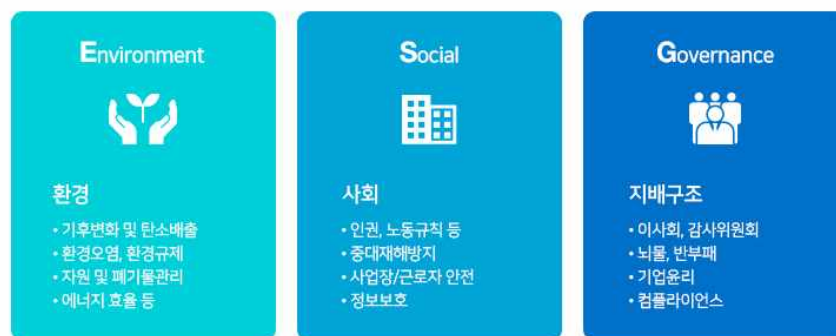 Environment
환경
• 기후변화 및 탄소배출
• 환경오염, 환경규제
• 자원 및 폐기물관리
• 에너지 효율 등
Social
사회
• 인권, 노동규칙 등
• 중대재해방지
• 사업장/근로자 안전
• 정보보호
Governance
지배구조
• 이사회, 감사위원회
• 뇌물, 반부패
• 기업윤리
• 컴플라이언스